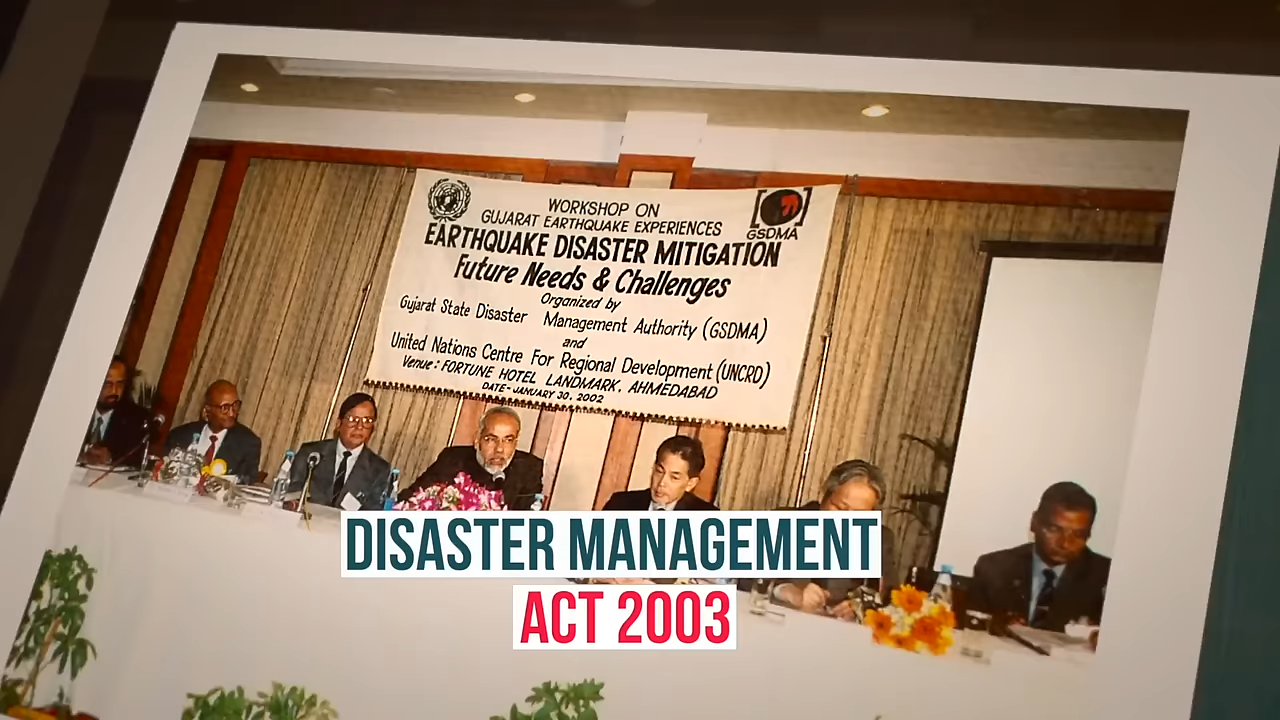 WORKSHOP ON
GUJARAT EARTHQUAKE EXPERIENCES
EARTHQUAKE DISASTER MITIGATION
Future Needs & Challenges
Organized by
Gujarat State Disaster Management Authority (GSDMA)
and
United Nations Centre For Regional Development (UNCRD)
Venue : FORTUNE HOTEL LANDMARK, AHMEDABAD
DATE - JANUARY 30, 2002
GSDMA
DISASTER MANAGEMENT
ACT 2003